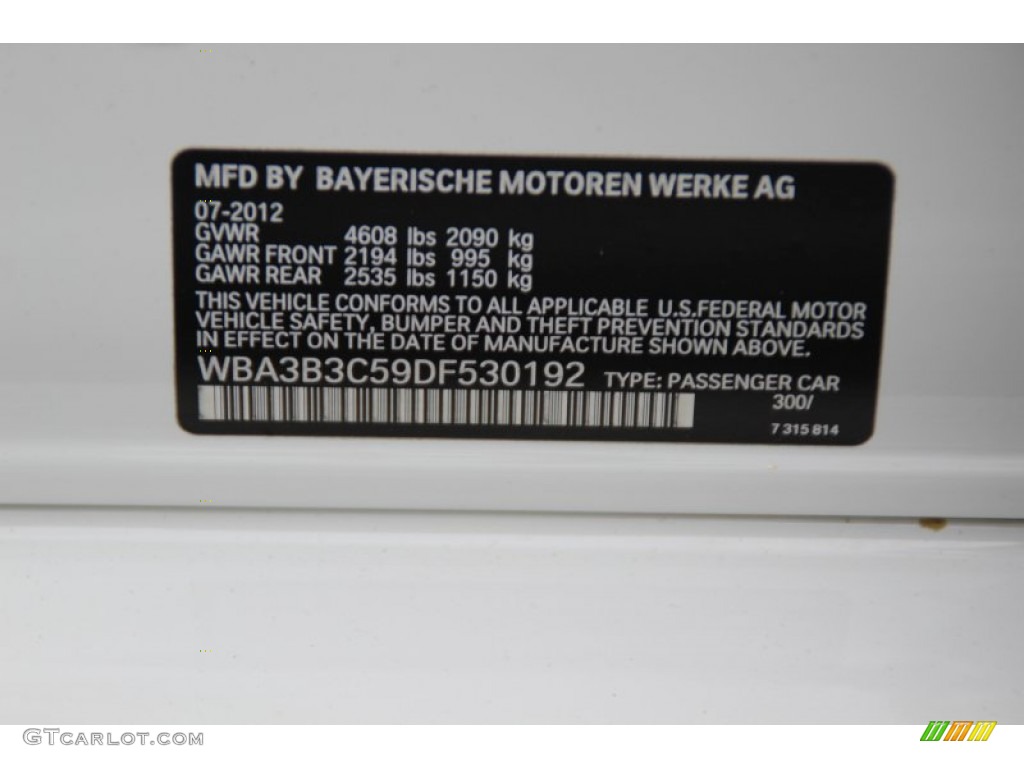 MFD BY BAYERISCHE MOTOREN WERKE AG
07-2012
GVWR 4608 lbs 2090 kg
GAWR FRONT 2194 lbs 995 kg
GAWR REAR 2535 lbs 1150 kg
THIS VEHICLE CONFORMS TO ALL APPLICABLE U.S.FEDERAL MOTOR
VEHICLE SAFETY, BUMPER AND THEFT PREVENTION STANDARDS
IN EFFECT ON THE DATE OF MANUFACTURE SHOWN ABOVE.
WBA3B3C59DF530192 TYPE: PASSENGER CAR
300/
7 315 814
GTCARLOT.COM